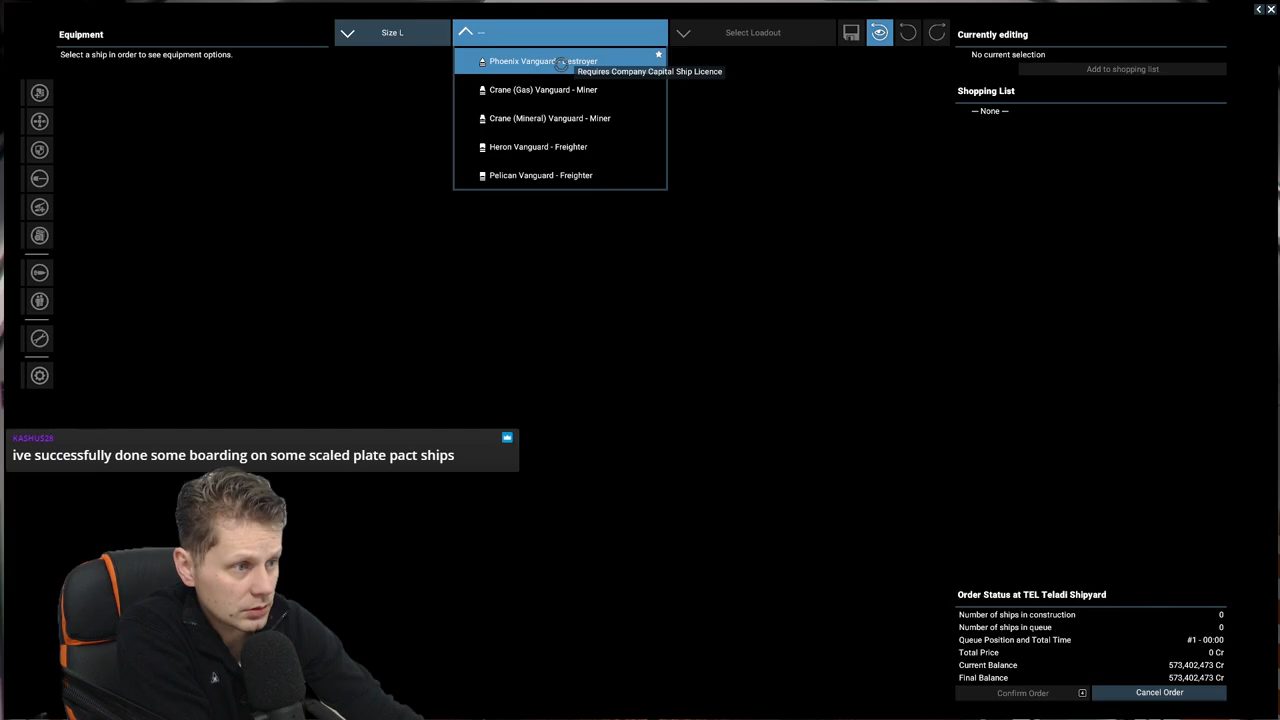 Equipment
Select a ship in order to see equipment options.
Size L
--
Select Loadout
Phoenix Vanguard - Destroyer
Requires Company Capital Ship Licence
Crane (Gas) Vanguard - Miner
Crane (Mineral) Vanguard - Miner
Heron Vanguard - Freighter
Pelican Vanguard - Freighter
Currently editing
No current selection
Add to shopping list
Shopping List
— None —
KASHUS28
ive successfully done some boarding on some scaled plate pact ships
Order Status at TEL Teladi Shipyard
Number of ships in construction 0
Number of ships in queue 0
Queue Position and Total Time #1 - 00:00
Total Price 0 Cr
Current Balance 573,402,473 Cr
Final Balance 573,402,473 Cr
Confirm Order
Cancel Order